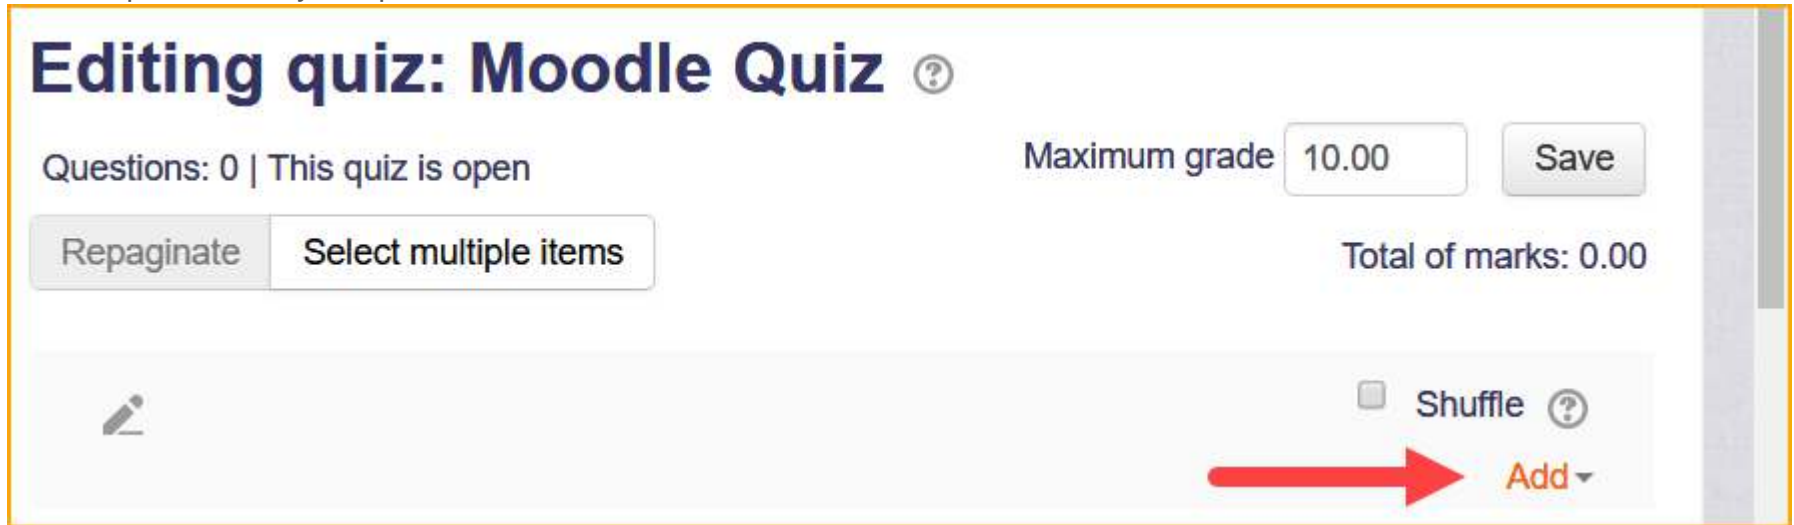 Editing quiz: Moodle Quiz
Questions: 0 | This quiz is open
Maximum grade 10.00 Save
Repaginate Select multiple items
Total of marks: 0.00
Shuffle
Add